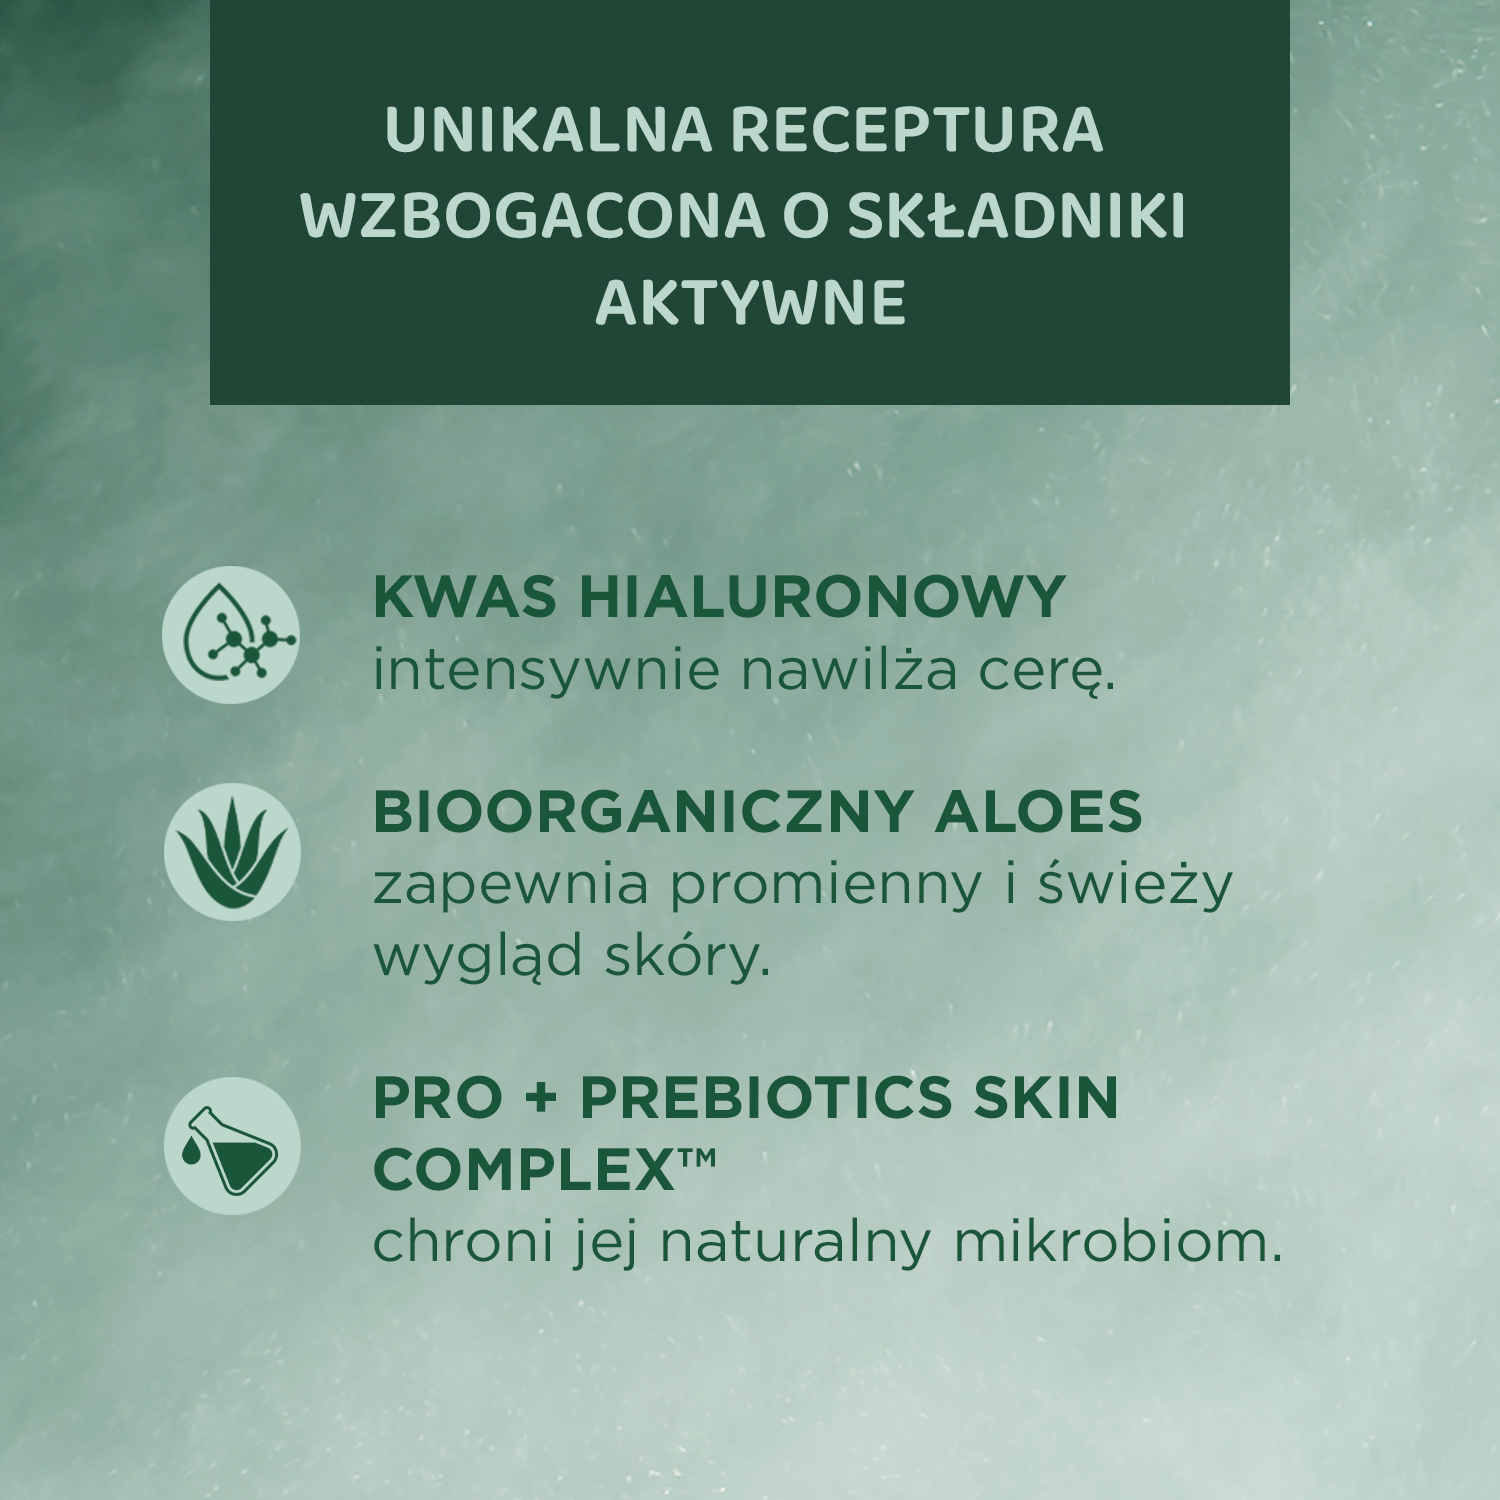 UNIKALNA RECEPTURA
WZBOGACONA O SKŁADNIKI
AKTYWNE
KWAS HIALURONOWY
intensywnie nawilża cerę.
BIOORGANICZNY ALOES
zapewnia promienny i świeży
wygląd skóry.
PRO + PREBIOTICS SKIN
COMPLEX™
chroni jej naturalny mikrobiom.